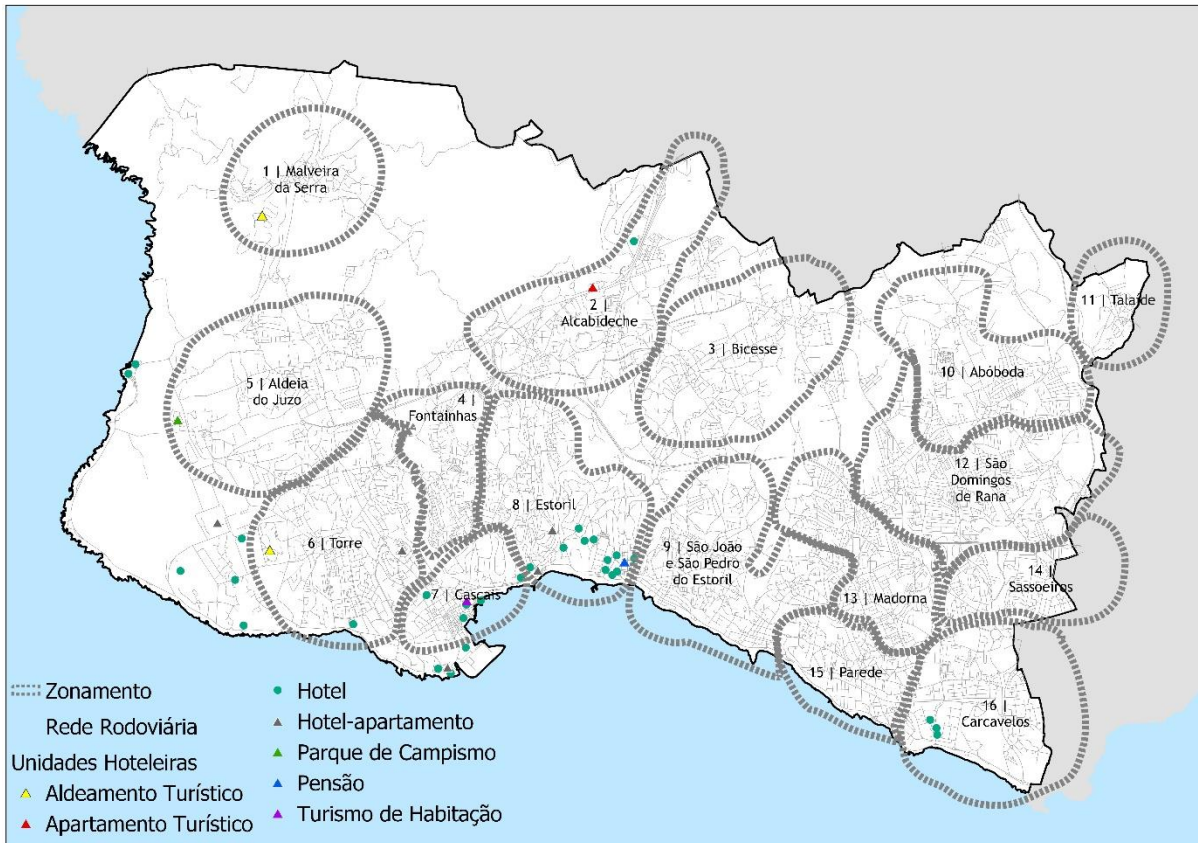 1 | Malveira
da Serra
2 |
Alcabideche
3 | Bicesse
11 | Talaíde
10 | Abóboda
5 | Aldeia
do Juzo
4 |
Fontainhas
12 | São
Domingos
de Rana
8 | Estoril
6 | Torre
9 | São João
e São Pedro
do Estoril
14 |
Sassoeiros
7 | Cascais
13 | Madorna
15 | Parede
16 |
Carcavelos
Zonamento
Rede Rodoviária
Unidades Hoteleiras
Aldeamento Turístico
Apartamento Turístico
Hotel
Hotel-apartamento
Parque de Campismo
Pensão
Turismo de Habitação